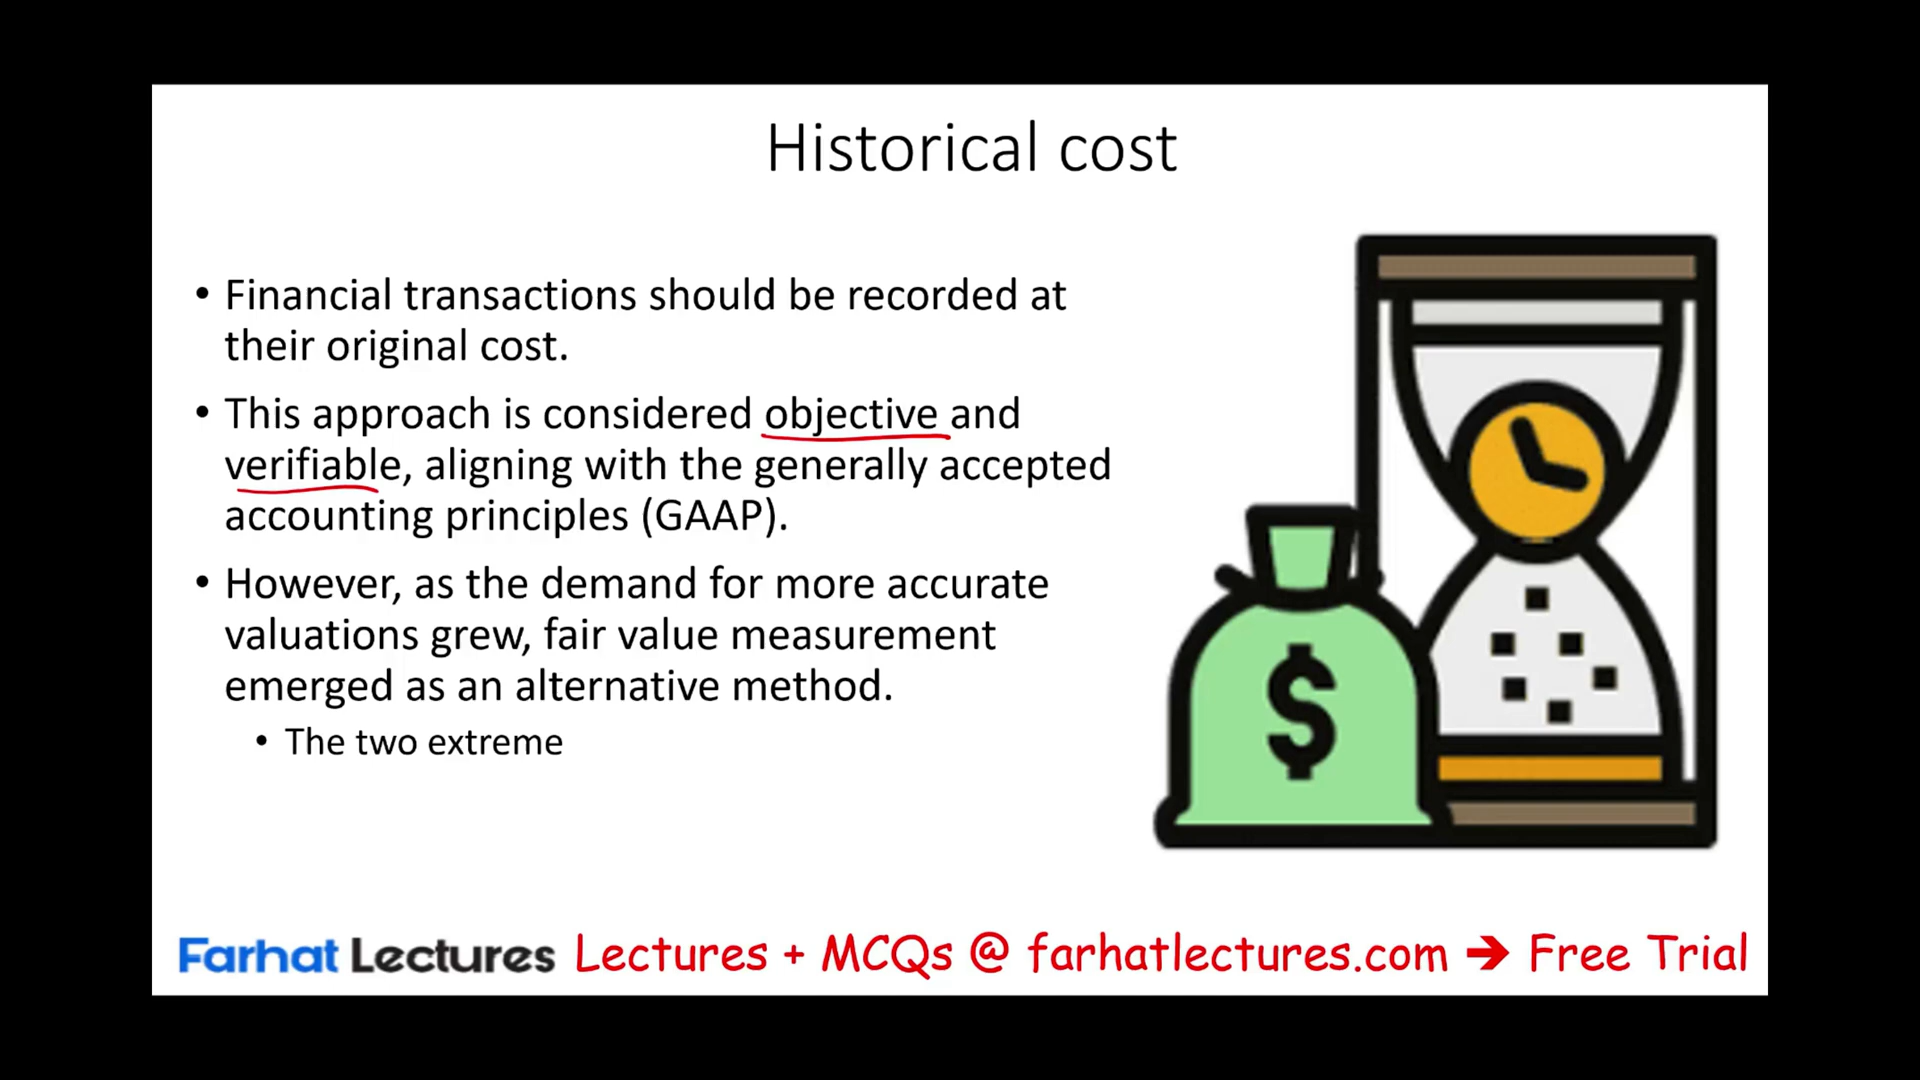 Historical cost
• Financial transactions should be recorded at
their original cost.
• This approach is considered objective and
verifiable, aligning with the generally accepted
accounting principles (GAAP).
• However, as the demand for more accurate
valuations grew, fair value measurement
emerged as an alternative method.
• The two extreme
$
Farhat Lectures Lectures + MCQs @ farhatlectures.com ➔ Free Trial